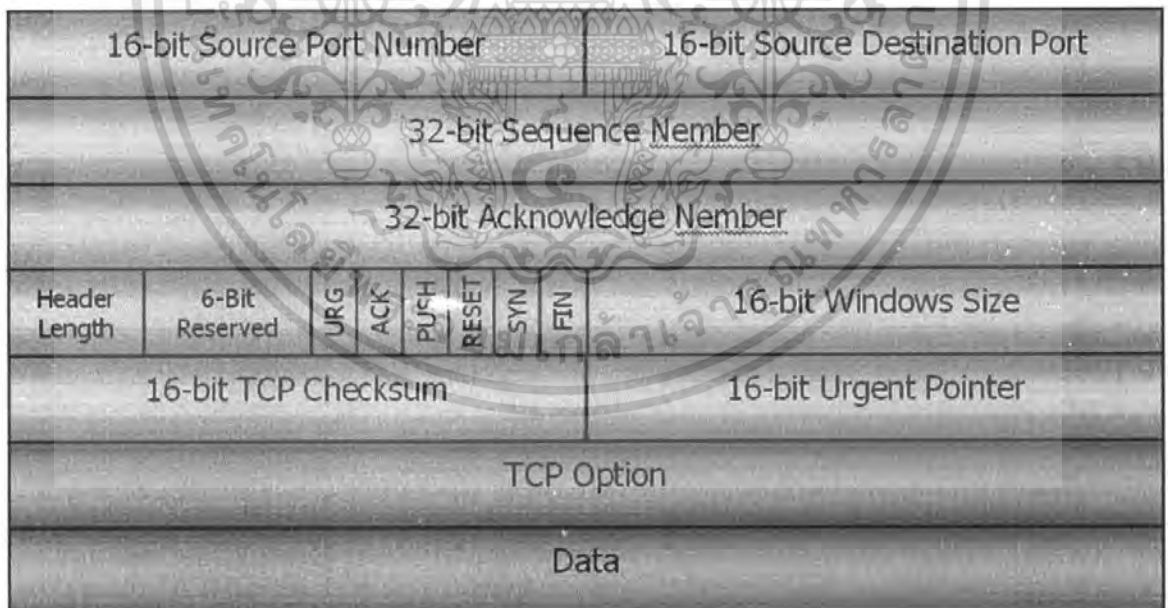 16-bit Source Port Number
16-bit Source Destination Port
32-bit Sequence Nember
32-bit Acknowledge Nember
Header
Length
6-Bit
Reserved
URG
ACK
PUSH
RESET
SYN
FIN
16-bit Windows Size
16-bit TCP Checksum
16-bit Urgent Pointer
TCP Option
Data